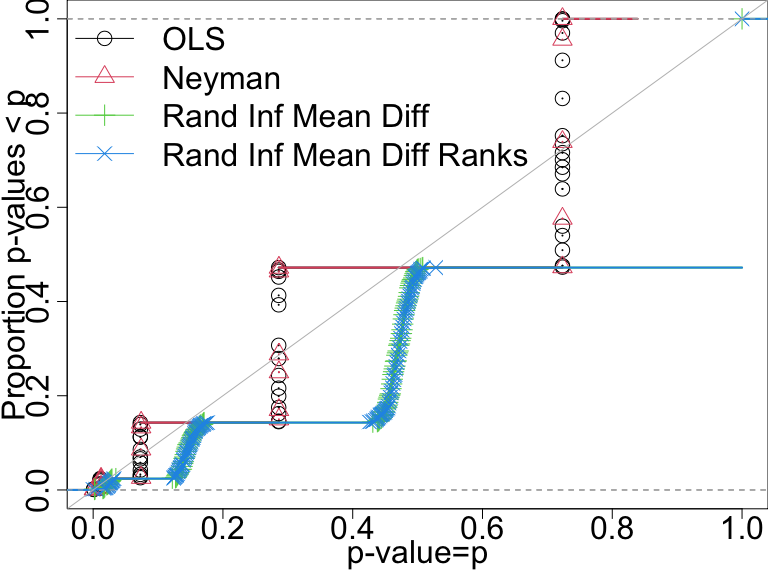 OLS
Neyman
Rand Inf Mean Diff
Rand Inf Mean Diff Ranks
Proportion p-values < p
1.0
0.8
0.6
0.4
0.2
0.0
0.0 0.2 0.4 0.6 0.8 1.0
p-value=p